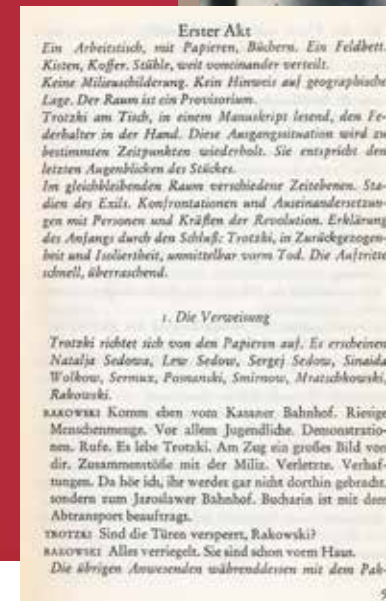 Erster Akt
Ein Arbeitstisch, mit Papieren, Büchern. Ein Feldbett.
Kisten, Koffer. Stühle, weit voneinander verteilt.
Keine Milieuschilderung. Kein Hinweis auf geographische
Lage. Der Raum ist ein Provisorium.
Trotzki am Tisch, in einem Manuskript lesend, den Fe-
derhalter in der Hand. Diese Ausgangssituation wird zu
bestimmten Zeitpunkten wiederholt. Sie entspricht den
letzten Augenblicken des Stückes.
Im gleichbleibenden Raum verschiedene Zeitebenen. Sta-
dien des Exils. Konfrontationen und Auseinandersetzun-
gen mit Personen und Kräften der Revolution. Erklärung
des Anfangs durch den Schluß: Trotzki, in Zurückgezogen-
heit und Isoliertheit, unmittelbar vorm Tod. Die Auftritte
schnell, überraschend.
1. Die Verweisung
Trotzki richtet sich von den Papieren auf. Es erscheinen
Natalja Sedowa, Lew Sedow, Sergej Sedow, Sinaida
Wolkow, Sermux, Posnanski, Smirnow, Mratschkowski,
Rakowski.
RAKOWSKI Komm eben vom Kasaner Bahnhof. Riesige
Menschenmenge. Vor allem Jugendliche. Demonstratio-
nen. Rufe. Es lebe Trotzki. Am Zug ein großes Bild von
dir. Zusammenstöße mit der Miliz. Verletzte. Verhaf-
tungen. Da hör ich, ihr werdet gar nicht dorthin gebracht,
sondern zum Jaroslawer Bahnhof. Bucharin ist mit dem
Abtransport beauftragt.
TROTZKI Sind die Türen versperrt, Rakowski?
RAKOWSKI Alles verriegelt. Sie sind schon vorm Haus.
Die übrigen Anwesenden währenddessen mit dem Pak-